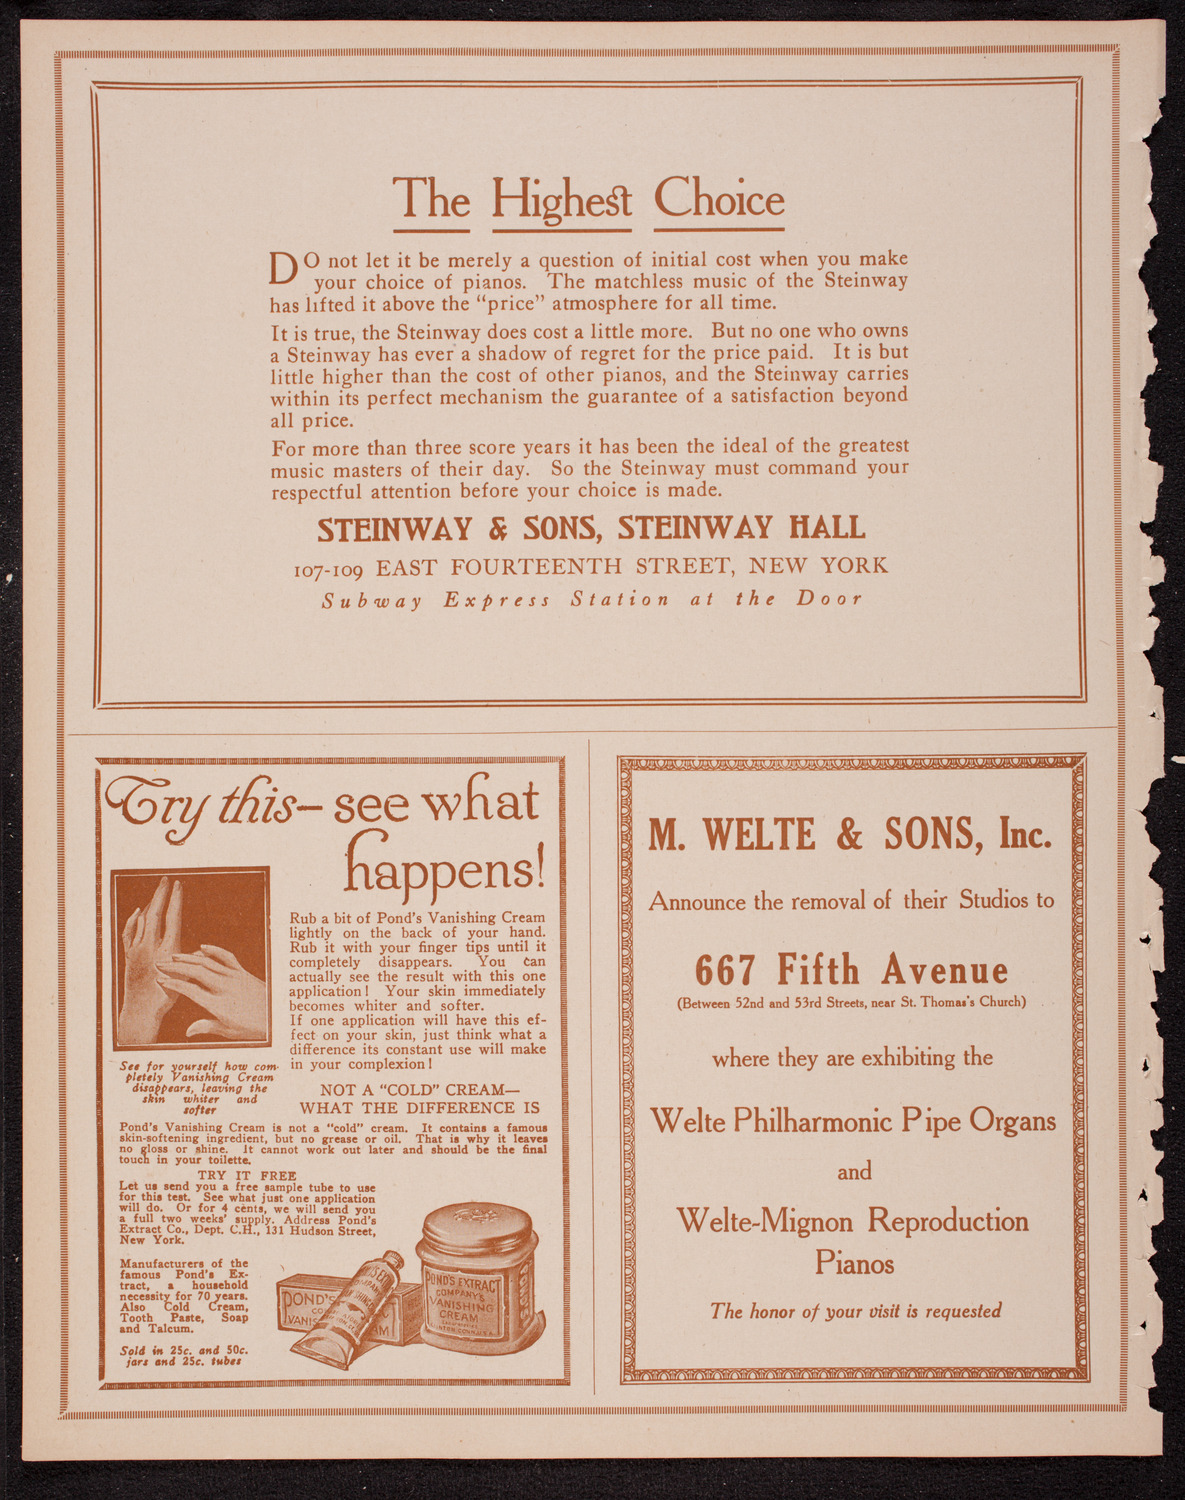 The Highest Choice
DO not let it be merely a question of initial cost when you make
your choice of pianos. The matchless music of the Steinway
has lifted it above the "price" atmosphere for all time.
It is true, the Steinway does cost a little more. But no one who owns
a Steinway has ever a shadow of regret for the price paid. It is but
little higher than the cost of other pianos, and the Steinway carries
within its perfect mechanism the guarantee of a satisfaction beyond
all price.
For more than three score years it has been the ideal of the greatest
music masters of their day. So the Steinway must command your
respectful attention before your choice is made.
STEINWAY & SONS, STEINWAY HALL
107-109 EAST FOURTEENTH STREET, NEW YORK
Subway Express Station at the Door
Try this—see what
happens!
Rub a bit of Pond's Vanishing Cream
lightly on the back of your hand.
Rub it with your finger tips until it
completely disappears. You can
actually see the result with this one
application! Your skin immediately
becomes whiter and softer.
If one application will have this ef-
fect on your skin, just think what a
difference its constant use will make
in your complexion!
See for yourself how com-
pletely Vanishing Cream
disappears, leaving the
skin whiter and
softer
NOT A "COLD" CREAM—
WHAT THE DIFFERENCE IS
Pond's Vanishing Cream is not a "cold" cream. It contains a famous
skin-softening ingredient, but no grease or oil. That is why it leaves
no gloss or shine. It cannot work out later and should be the final
touch in your toilette.
TRY IT FREE
Let us send you a free sample tube to use
for this test. See what just one application
will do. Or for 4 cents, we will send you
a full two weeks' supply. Address Pond's
Extract Co., Dept. C.H., 131 Hudson Street,
New York.
Manufacturers of the
famous Pond's Ex-
tract, a household
necessity for 70 years.
Also Cold Cream,
Tooth Paste, Soap
and Talcum.
Sold in 25c. and 50c.
jars and 25c. tubes
POND'S
VANIS
AM
POND'S EXTRACT
COMPANY'S
VANISHING
CREAM
M. WELTE & SONS, Inc.
Announce the removal of their Studios to
667 Fifth Avenue
(Between 52nd and 53rd Streets, near St. Thomas's Church)
where they are exhibiting the
Welte Philharmonic Pipe Organs
and
Welte-Mignon Reproduction
Pianos
The honor of your visit is requested